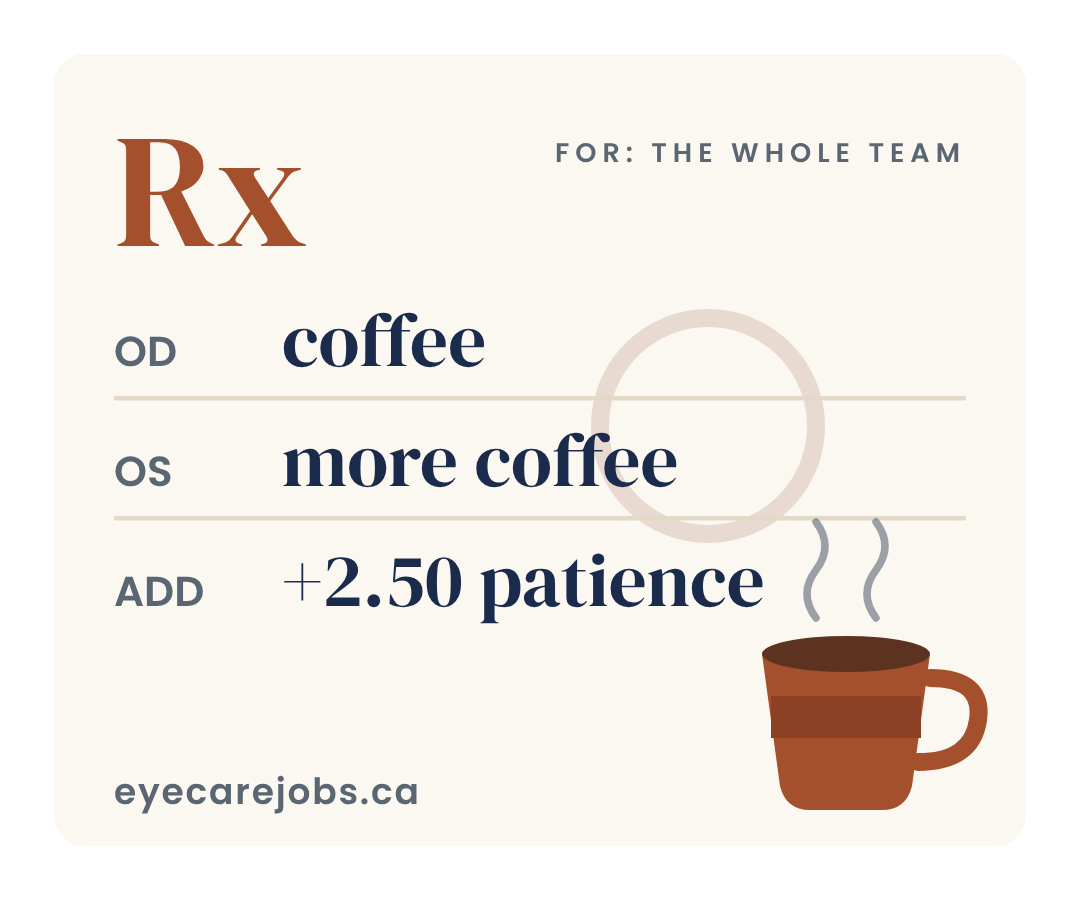 Rx
FOR: THE WHOLE TEAM
OD coffee
OS more coffee
ADD +2.50 patience
eyecarejobs.ca